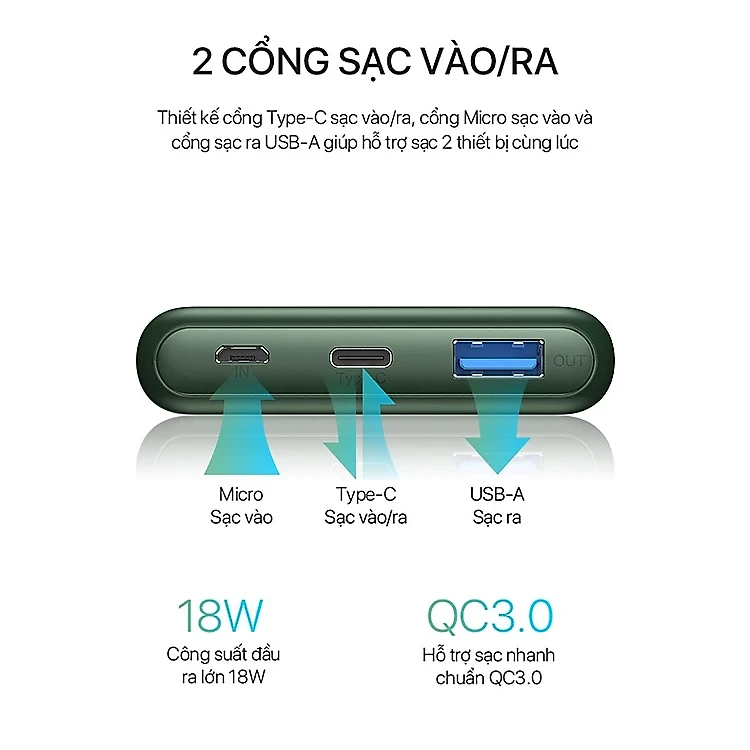 2 CỔNG SẠC VÀO/RA
Thiết kế cổng Type-C sạc vào/ra, cổng Micro sạc vào và
cổng sạc ra USB-A giúp hỗ trợ sạc 2 thiết bị cùng lúc
IN
Type-C
OUT
Micro
Sạc vào
Type-C
Sạc vào/ra
USB-A
Sạc ra
18W
Công suất đầu
ra lớn 18W
QC3.0
Hỗ trợ sạc nhanh
chuẩn QC3.0